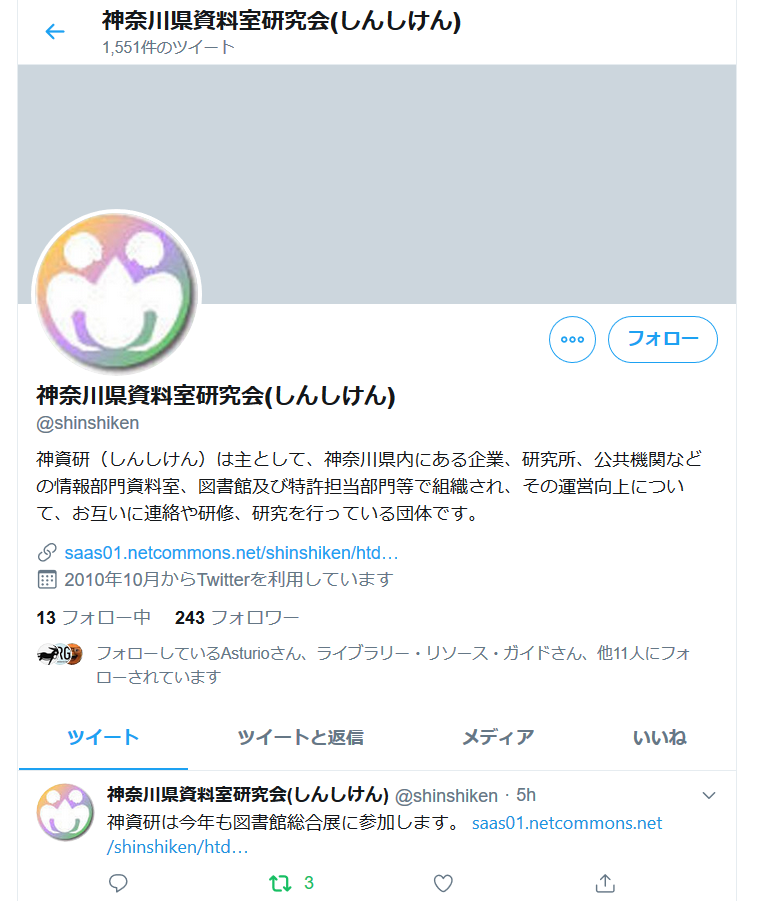 神奈川県資料室研究会(しんしけん)
1,551件のツイート
フォロー
神奈川県資料室研究会(しんしけん)
@shinshiken
神資研（しんしけん）は主として、神奈川県内にある企業、研究所、公共機関など
の情報部門資料室、図書館及び特許担当部門等で組織され、その運営向上につい
て、お互いに連絡や研修、研究を行っている団体です。
saas01.netcommons.net/shinshiken/htd…
2010年10月からTwitterを利用しています
13 フォロー中 243 フォロワー
フォローしているAsturioさん、ライブラリー・リソース・ガイドさん、他11人にフォ
ローされています
ツイート ツイートと返信 メディア いいね
神奈川県資料室研究会(しんしけん) @shinshiken · 5h
神資研は今年も図書館総合展に参加します。 saas01.netcommons.net
/shinshiken/htd…
3